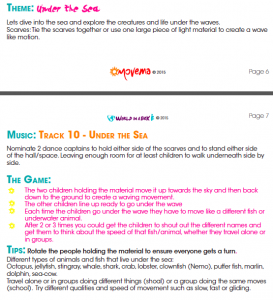 THEME: Under the Sea
Lets dive into the sea and explore the creatures and life under the waves.
Scarves: Tie the scarves together or use one large piece of light material to create a wave
like motion.
movema © 2015
Page 6
Page 7
WORLD IN A BOX © 2015
MUSIC: TRACK 10 - UNDER THE SEA
Nominate 2 dance captains to hold either side of the scarves and to stand either side
of the hall/space. Leaving enough room for at least children to walk underneath side by
side.
THE GAME:
The two children holding the material move it up towards the sky and then back
down to the ground to create a waving movement
The other children line up ready to go under the wave
Each time the children go under the wave they have to move like a different fish or
underwater animal.
After 2 or 3 times you could get the children to shout out the different names and
get them to think about the speed of that fish/animal, whether they travel alone or
in groups
TIPS: Rotate the people holding the material to ensure everyone gets a turn.
Different types of animals and fish that live under the sea:
Octopus, jellyfish, stingray, whale, shark, crab, lobster, clownfish (Nemo), puffer fish, marlin,
dolphin, sea-cow.
Travel alone or in groups doing different things (shoal) or a group doing the same moves
(school). Try different qualities and speed of movement such as slow, fast or gliding.